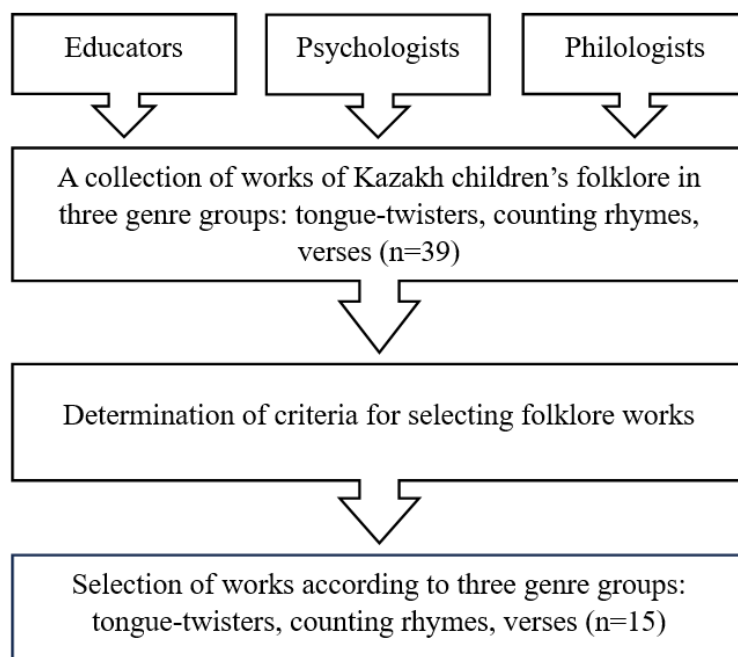 Educators
Psychologists
Philologists
A collection of works of Kazakh children’s folklore in
three genre groups: tongue-twisters, counting rhymes,
verses (n=39)
Determination of criteria for selecting folklore works
Selection of works according to three genre groups:
tongue-twisters, counting rhymes, verses (n=15)